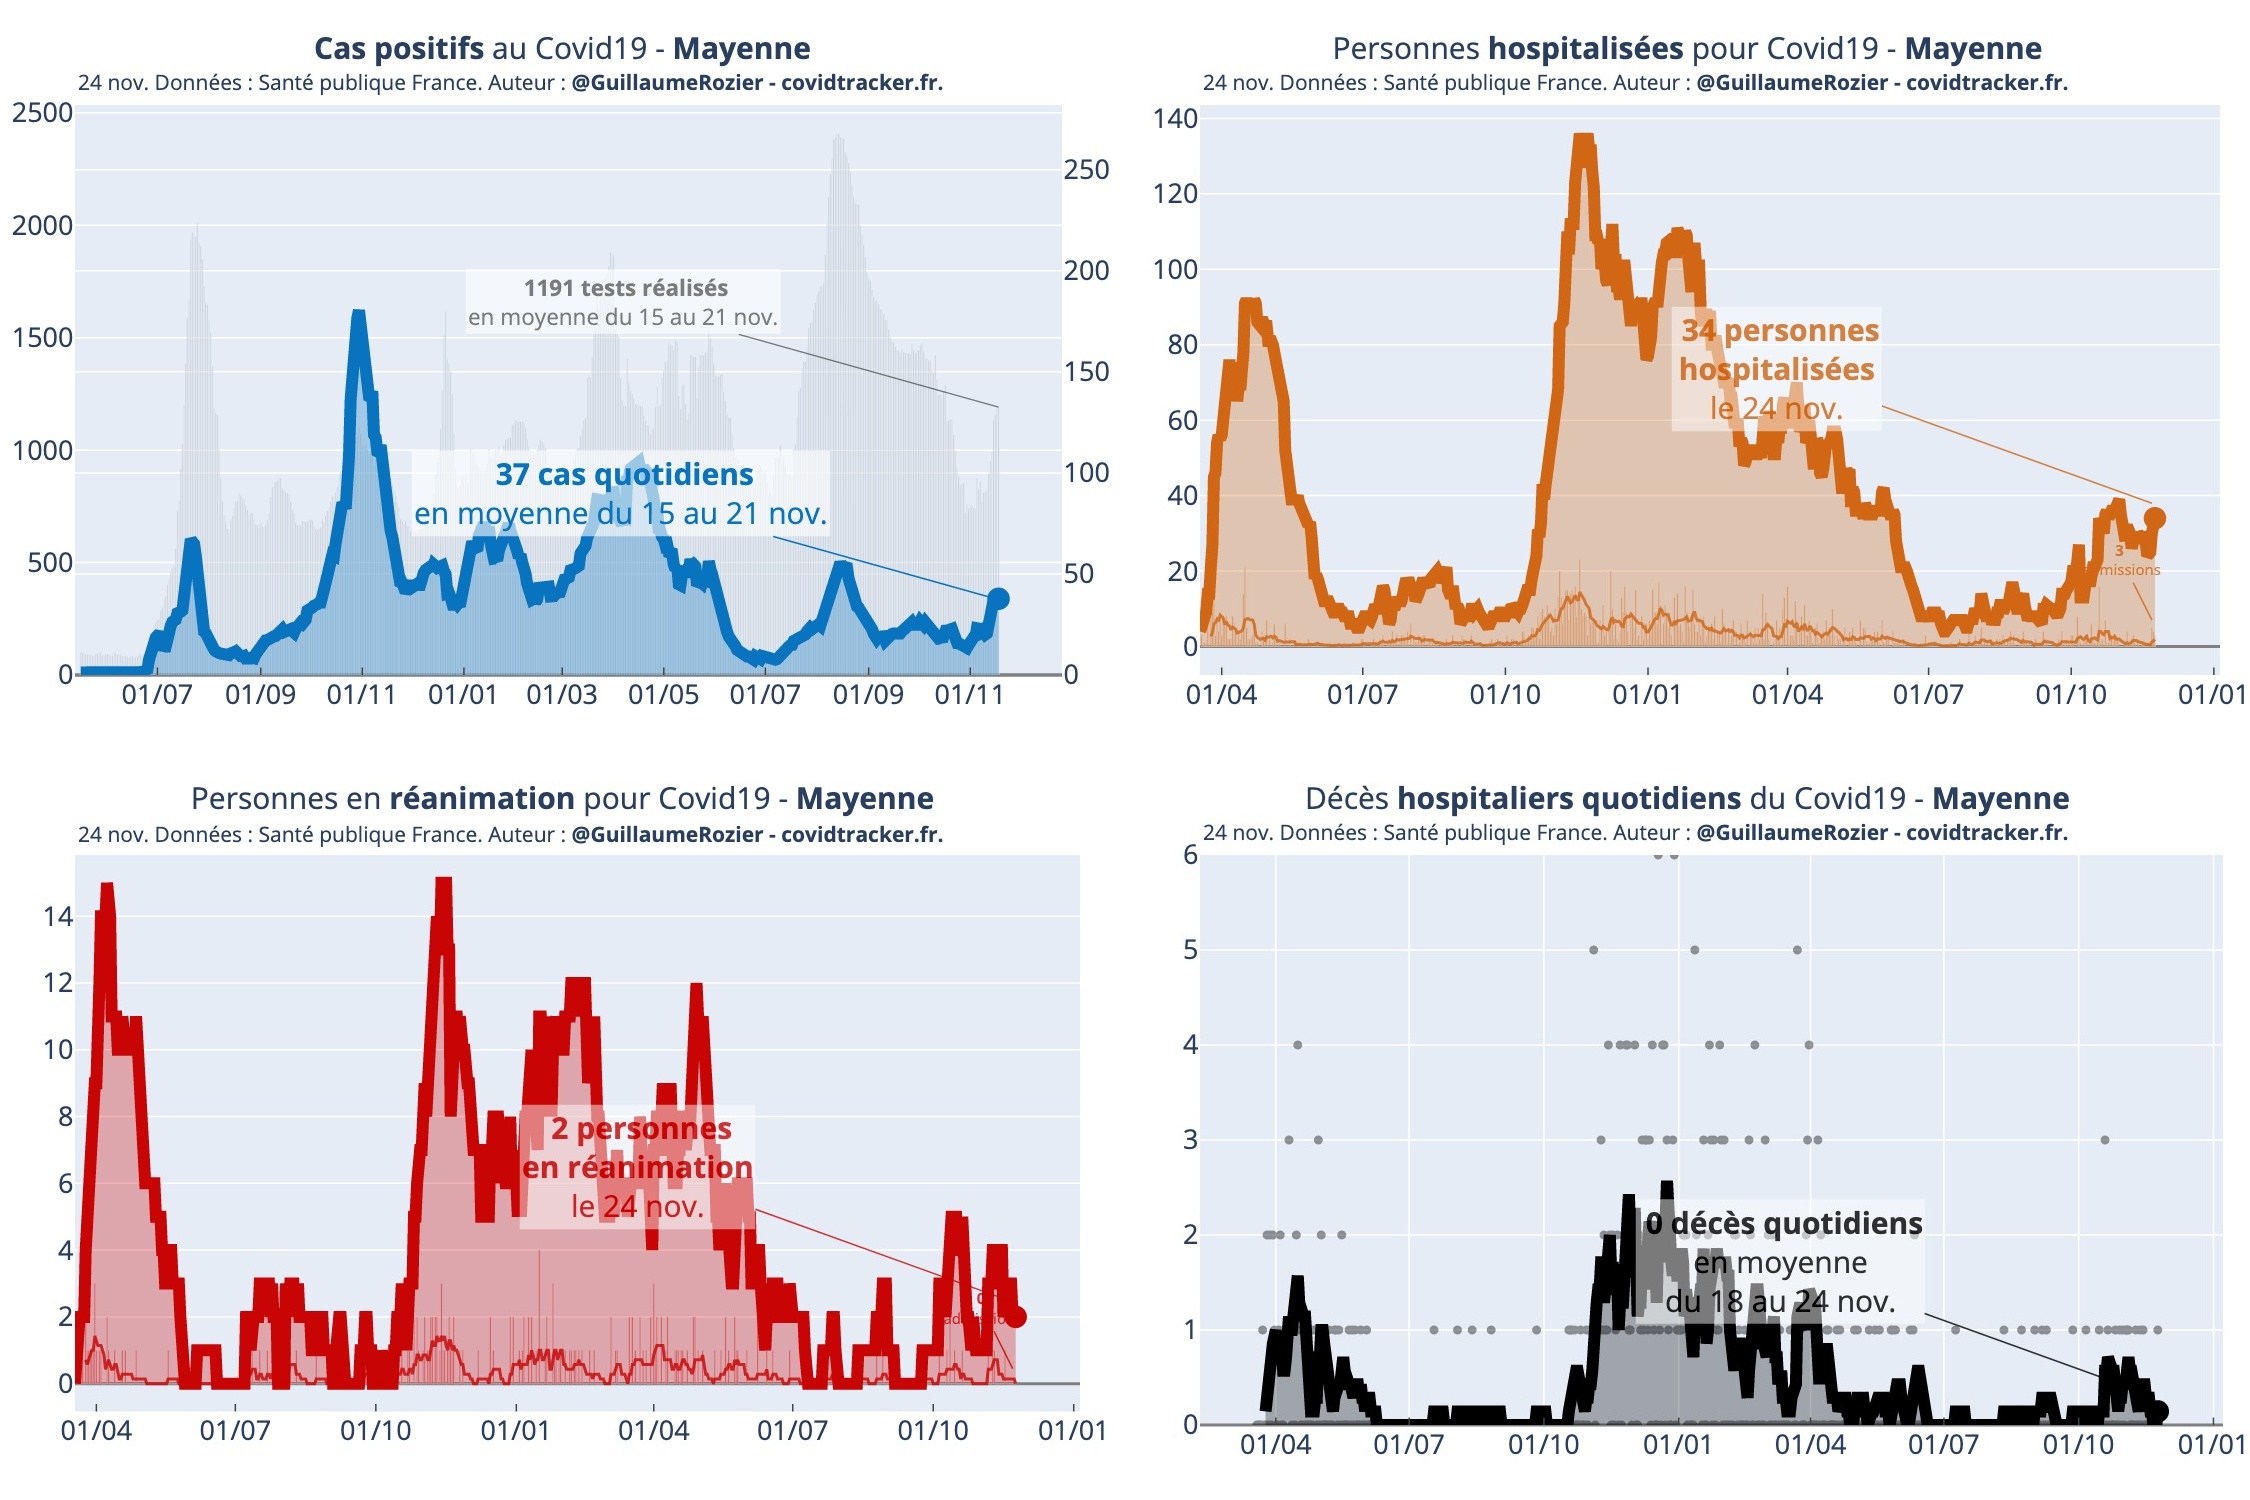 Cas positifs au Covid19 - Mayenne
24 nov. Données : Santé publique France. Auteur : @GuillaumeRozier - covidtracker.fr.
2500
2000
1500
1000
500
0
250
200
150
100
50
0
1191 tests réalisés
en moyenne du 15 au 21 nov.
37 cas quotidiens
en moyenne du 15 au 21 nov.
01/07 01/09 01/11 01/01 01/03 01/05 01/07 01/09 01/11
Personnes hospitalisées pour Covid19 - Mayenne
24 nov. Données : Santé publique France. Auteur : @GuillaumeRozier - covidtracker.fr.
140
120
100
80
60
40
20
0
34 personnes
hospitalisées
le 24 nov.
3
01/04 01/07 01/10 01/01 01/04 01/07 01/10 01/01
Personnes en réanimation pour Covid19 - Mayenne
24 nov. Données : Santé publique France. Auteur : @GuillaumeRozier - covidtracker.fr.
14
12
10
8
6
4
2
0
2 personnes
en réanimation
le 24 nov.
01/04 01/07 01/10 01/01 01/04 01/07 01/10 01/01
Décès hospitaliers quotidiens du Covid19 - Mayenne
24 nov. Données : Santé publique France. Auteur : @GuillaumeRozier - covidtracker.fr.
6
5
4
3
2
1
0
0 décès quotidiens
en moyenne
du 18 au 24 nov.
01/04 01/07 01/10 01/01 01/04 01/07 01/10 01/01